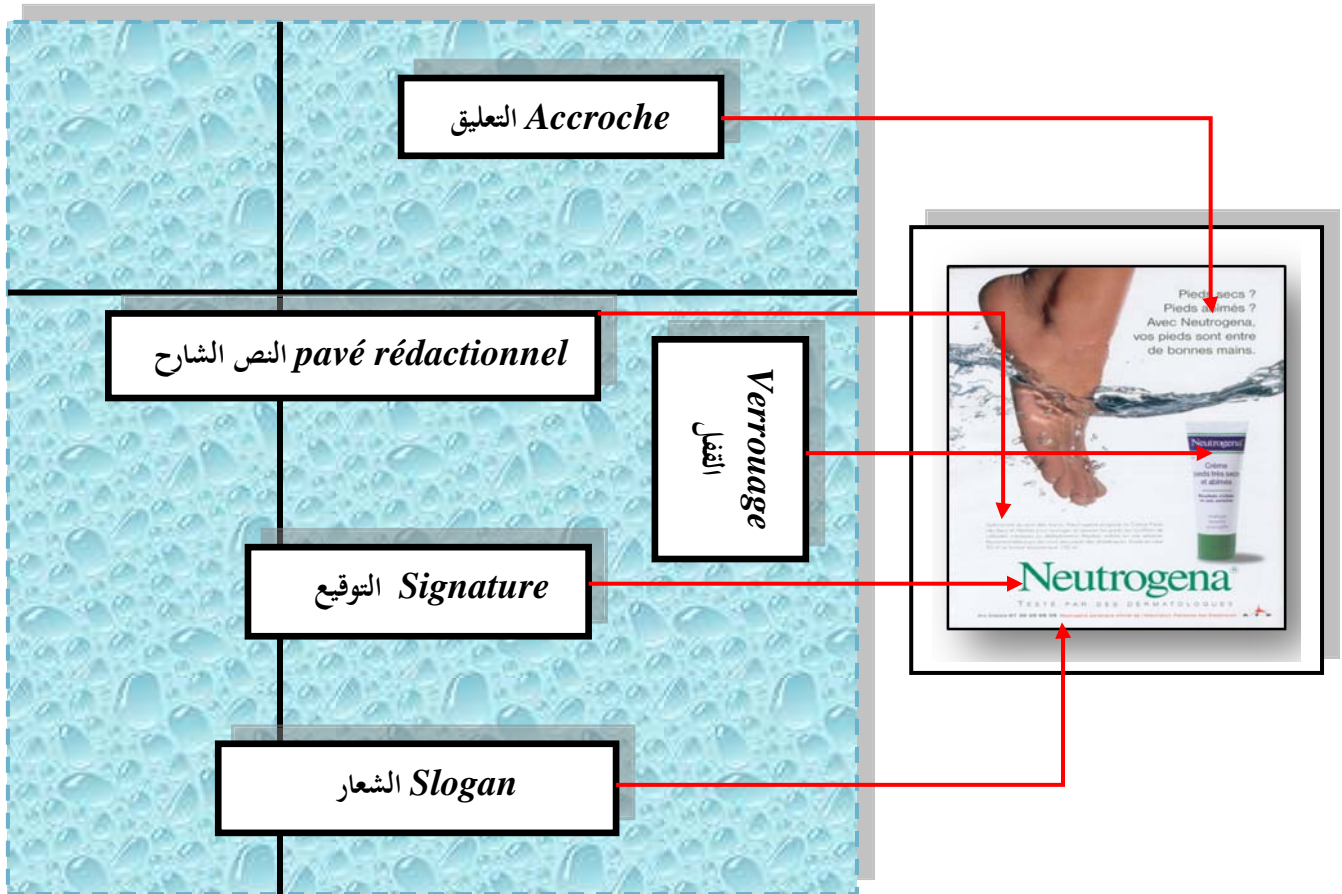 التعليق Accroche
النص الشارح pavé rédactionnel
Verrouage
القفل
التوقيع Signature
الشعار Slogan
Pieds secs ?
Pieds abîmés ?
Avec Neutrogena,
vos pieds sont entre
de bonnes mains.
Neutrogena
Crème
pieds très secs
et abîmés
Neutrogena®
TESTÉ PAR DES DERMATOLOGUES